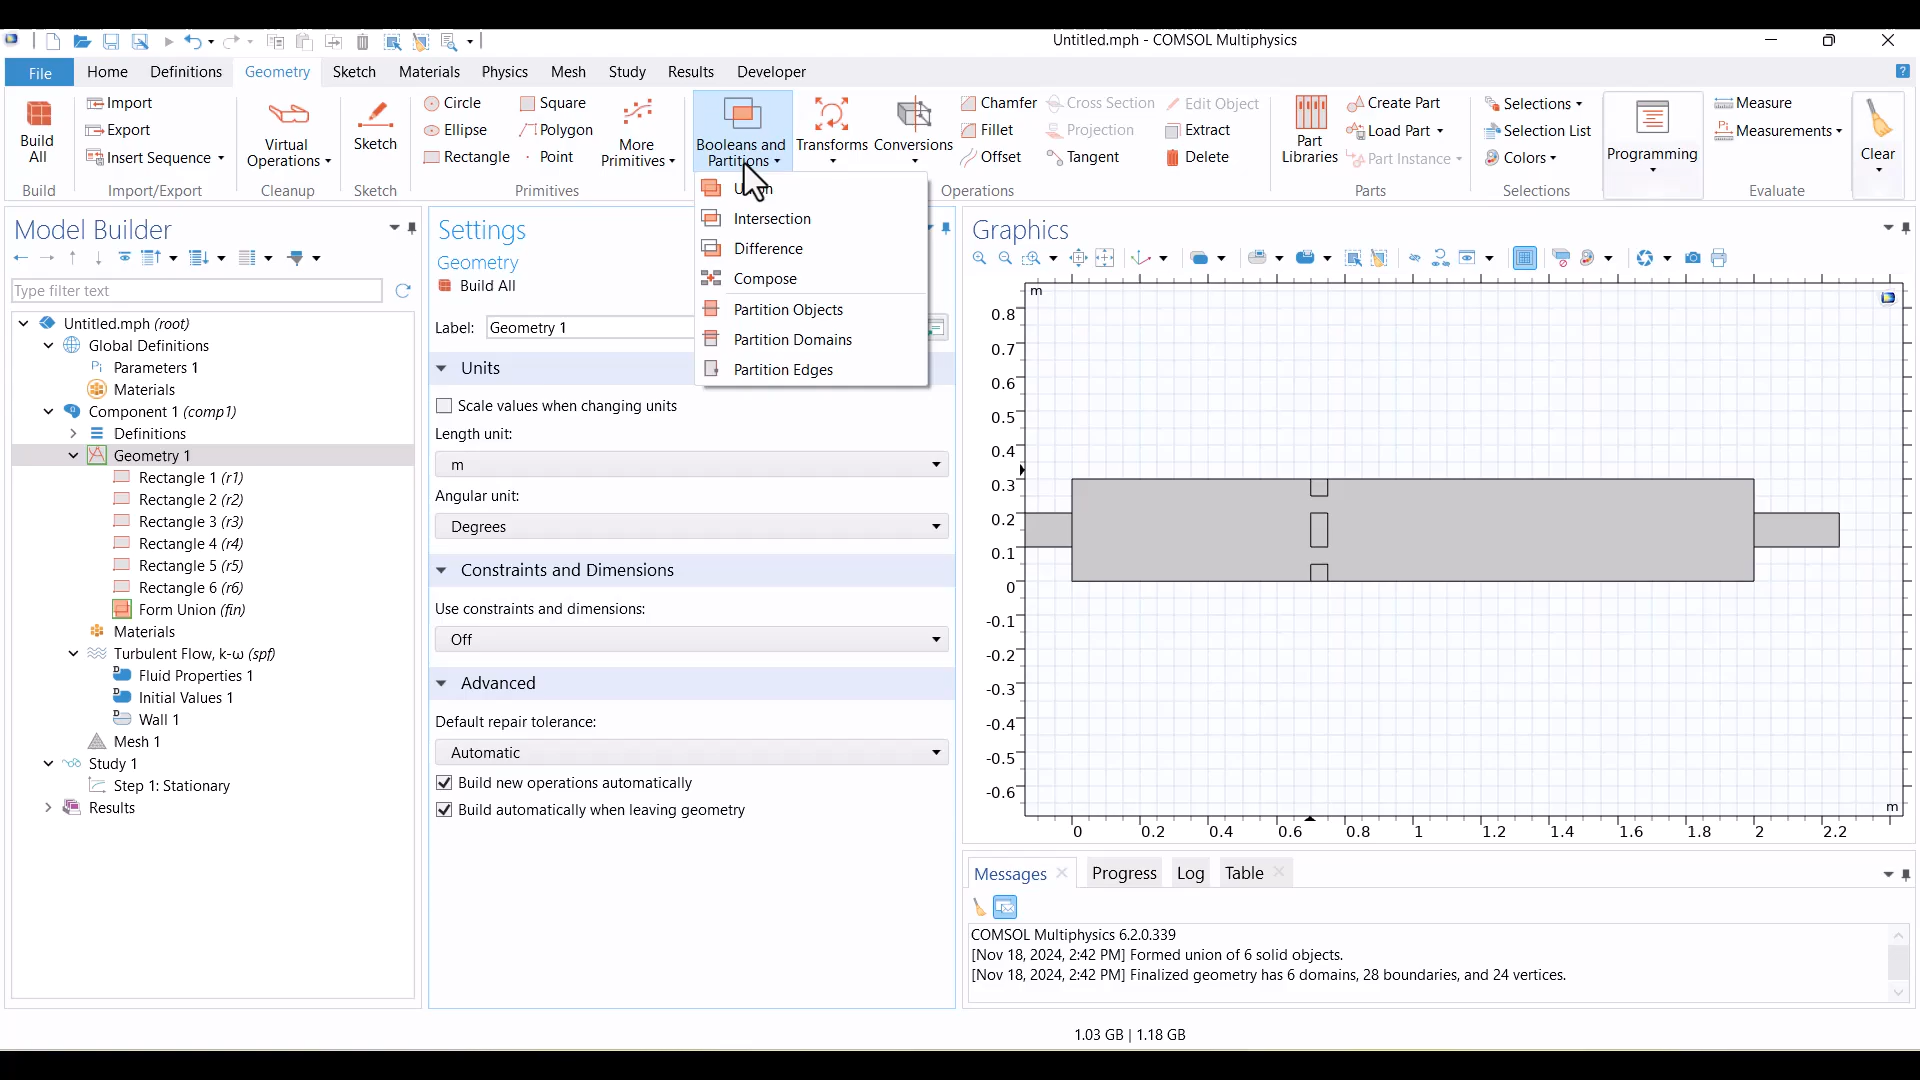 Untitled.mph - COMSOL Multiphysics
File Home Definitions Geometry Sketch Materials Physics Mesh Study Results Developer
Build All
Build
Import
Export
Insert Sequence
Import/Export
Virtual Operations
Cleanup
Sketch
Sketch
Circle
Ellipse
Rectangle
Square
Polygon
Point
More Primitives
Primitives
Booleans and Partitions
Transforms
Conversions
Chamfer
Fillet
Offset
Cross Section
Projection
Tangent
Edit Object
Extract
Delete
Operations
Part Libraries
Create Part
Load Part
Part Instance
Parts
Selections
Selection List
Colors
Selections
Programming
Measure
Measurements
Evaluate
Clear
Intersection
Difference
Compose
Partition Objects
Partition Domains
Partition Edges
Model Builder
Type filter text
Untitled.mph (root)
Global Definitions
Pi Parameters 1
Materials
Component 1 (comp1)
Definitions
Geometry 1
Rectangle 1 (r1)
Rectangle 2 (r2)
Rectangle 3 (r3)
Rectangle 4 (r4)
Rectangle 5 (r5)
Rectangle 6 (r6)
Form Union (fin)
Materials
Turbulent Flow, k-ω (spf)
Fluid Properties 1
Initial Values 1
Wall 1
Mesh 1
Study 1
Step 1: Stationary
Results
Settings
Geometry
Build All
Label: Geometry 1
Units
Scale values when changing units
Length unit:
m
Angular unit:
Degrees
Constraints and Dimensions
Use constraints and dimensions:
Off
Advanced
Default repair tolerance:
Automatic
Build new operations automatically
Build automatically when leaving geometry
Graphics
m
0.8
0.7
0.6
0.5
0.4
0.3
0.2
0.1
0
-0.1
-0.2
-0.3
-0.4
-0.5
-0.6
m
0 0.2 0.4 0.6 0.8 1 1.2 1.4 1.6 1.8 2 2.2
Messages Progress Log Table
COMSOL Multiphysics 6.2.0.339
[Nov 18, 2024, 2:42 PM] Formed union of 6 solid objects.
[Nov 18, 2024, 2:42 PM] Finalized geometry has 6 domains, 28 boundaries, and 24 vertices.
1.03 GB | 1.18 GB